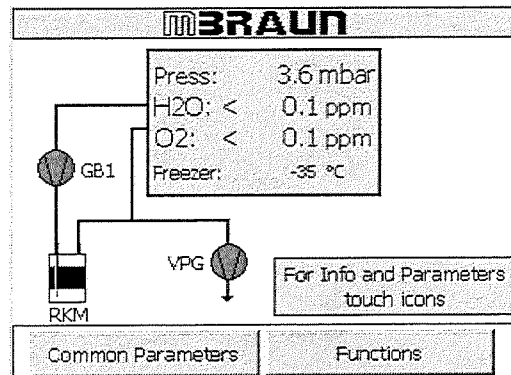 mBRAUN
Press: 3.6 mbar
H2O: < 0.1 ppm
O2: < 0.1 ppm
Freezer: -35 °C
GB1
VPG
RKM
For Info and Parameters
touch icons
Common Parameters
Functions